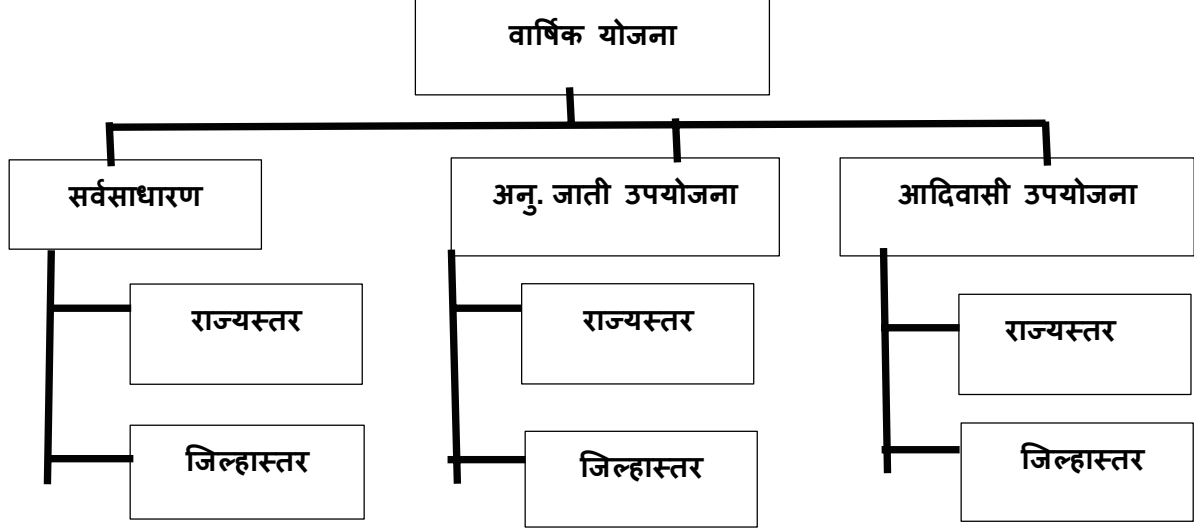 वार्षिक योजना
सर्वसाधारण
अनु. जाती उपयोजना
आदिवासी उपयोजना
राज्यस्तर
राज्यस्तर
राज्यस्तर
जिल्हास्तर
जिल्हास्तर
जिल्हास्तर